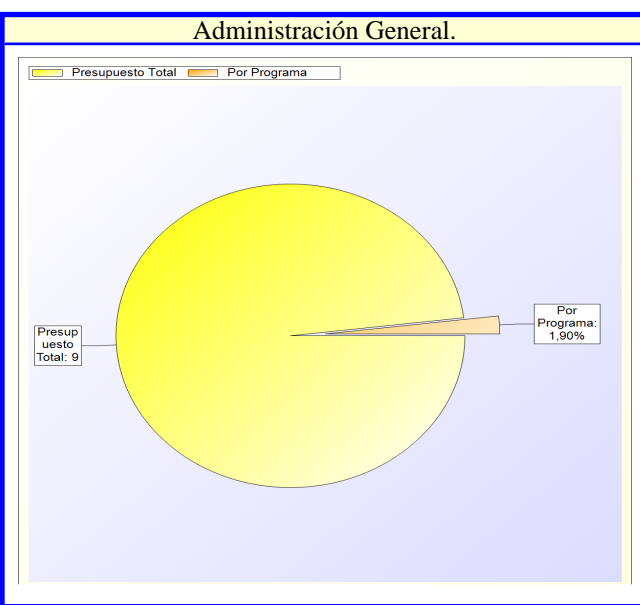 Administración General.
Presupuesto Total Por Programa
Presup
uesto
Total: 9
Por
Programa:
1,90%